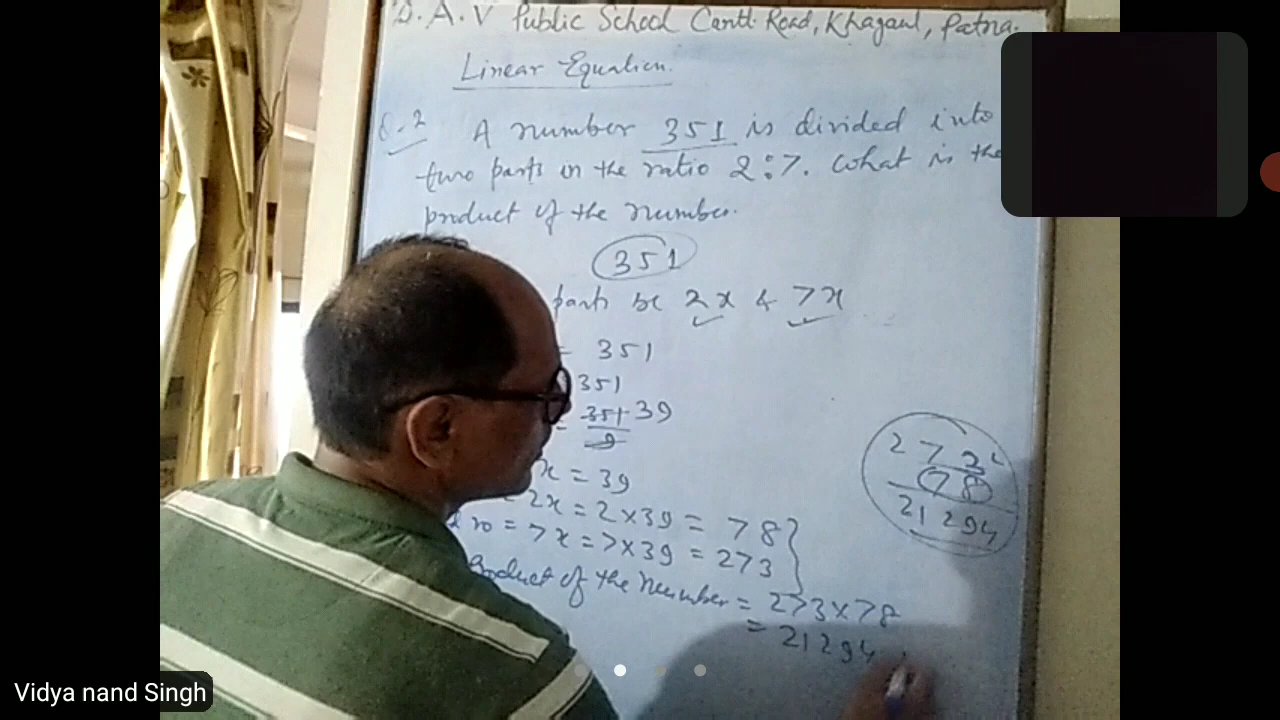 D.A.V Public School Cantt Road, Khagaul, Patna.
Linear Equation.
Q.2 A number 351 is divided into
two parts in the ratio 2:7. What is the
product of the number.
351
parts be 2x & 7x
= 351
351
= 351 39
9
x = 39
= 2x = 2×39 = 78
no = 7x = 7×39 = 273
Product of the number = 273×78
= 21294
273
78
21294
Vidya nand Singh